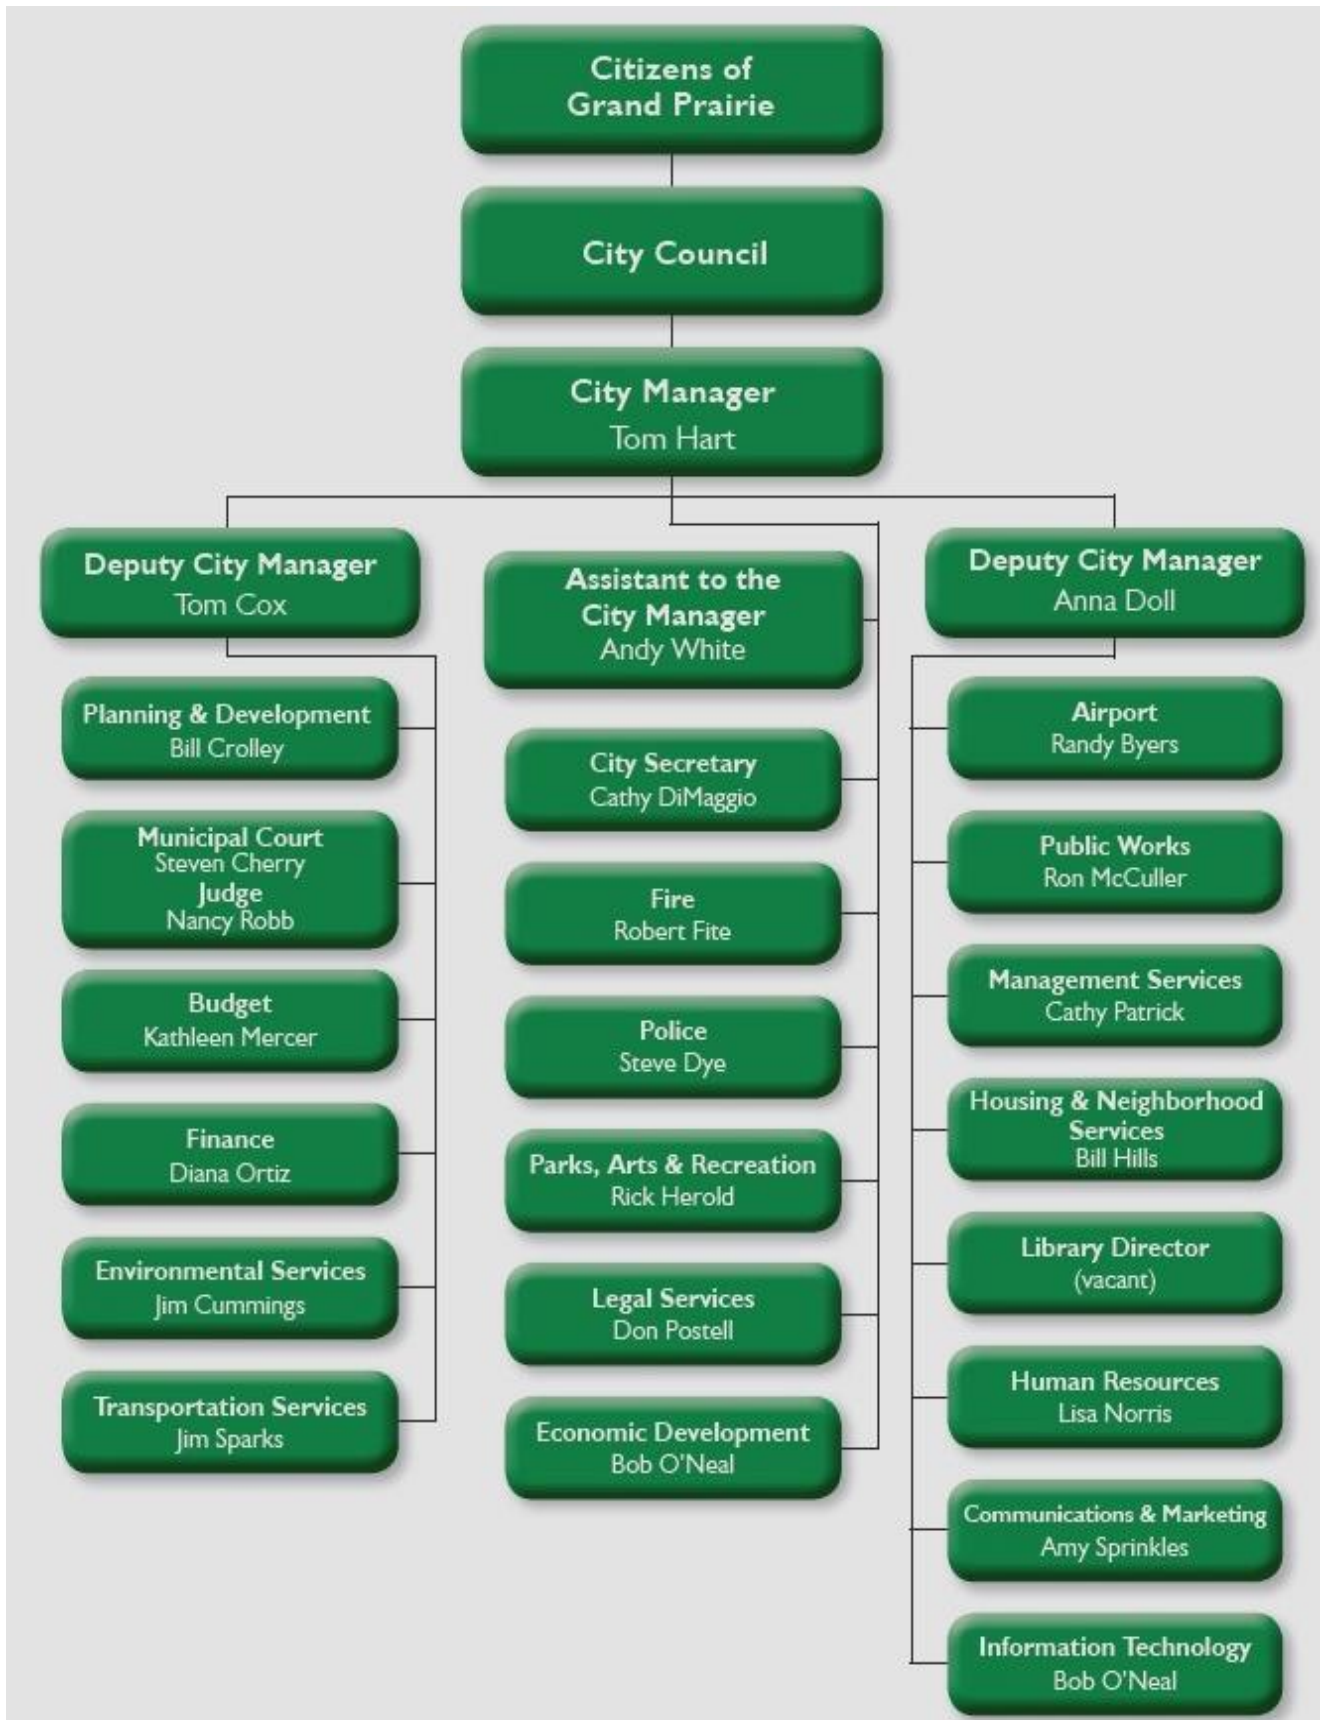 Citizens of
Grand Prairie
City Council
City Manager
Tom Hart
Deputy City Manager
Tom Cox
Planning & Development
Bill Crolley
Municipal Court
Steven Cherry
Judge
Nancy Robb
Budget
Kathleen Mercer
Finance
Diana Ortiz
Environmental Services
Jim Cummings
Transportation Services
Jim Sparks
Assistant to the
City Manager
Andy White
City Secretary
Cathy DiMaggio
Fire
Robert Fite
Police
Steve Dye
Parks, Arts & Recreation
Rick Herold
Legal Services
Don Postell
Economic Development
Bob O'Neal
Deputy City Manager
Anna Doll
Airport
Randy Byers
Public Works
Ron McCuller
Management Services
Cathy Patrick
Housing & Neighborhood
Services
Bill Hills
Library Director
(vacant)
Human Resources
Lisa Norris
Communications & Marketing
Amy Sprinkles
Information Technology
Bob O'Neal